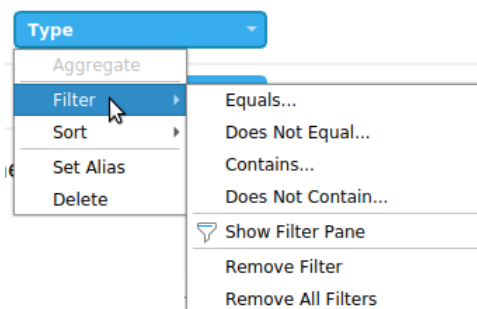 Type
Aggregate
Filter
Sort
Set Alias
Delete
Equals...
Does Not Equal...
Contains...
Does Not Contain...
Show Filter Pane
Remove Filter
Remove All Filters